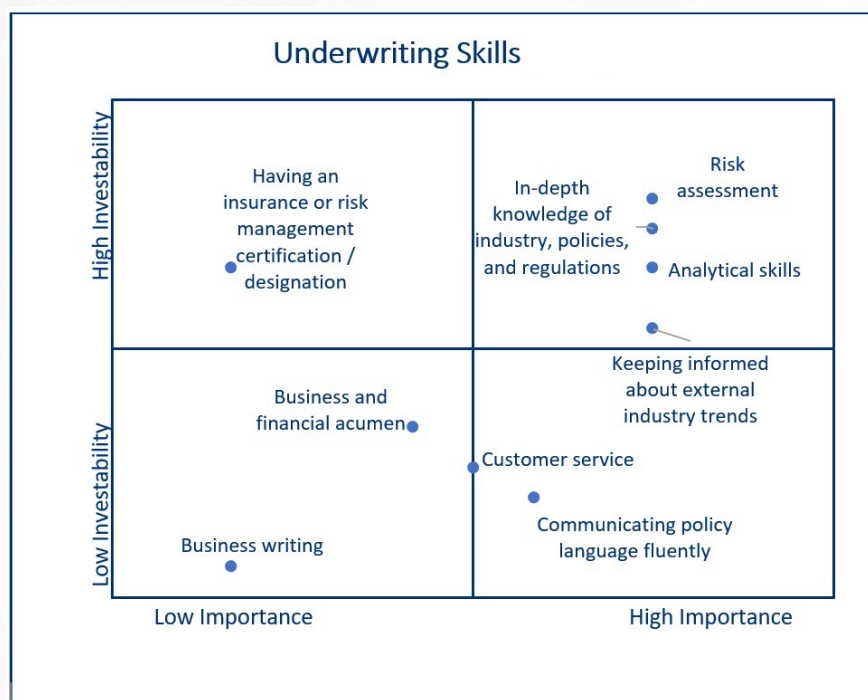 Underwriting Skills
High Investability
Low Investability
Having an
insurance or risk
management
certification /
designation
In-depth
knowledge of
industry, policies,
and regulations
Risk
assessment
Analytical skills
Keeping informed
about external
industry trends
Business and
financial acumen
Customer service
Communicating policy
language fluently
Business writing
Low Importance
High Importance